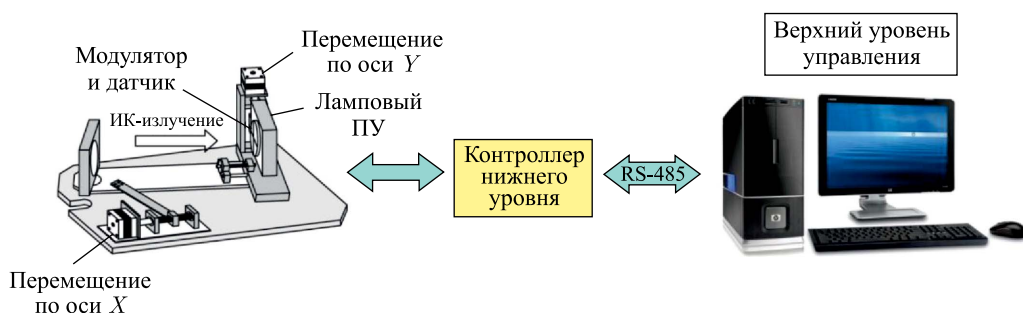 Модулятор
и датчик
ИК-излучение
Перемещение
по оси Y
Ламповый
ПУ
Перемещение
по оси X
Контроллер
нижнего
уровня
RS-485
Верхний уровень
управления